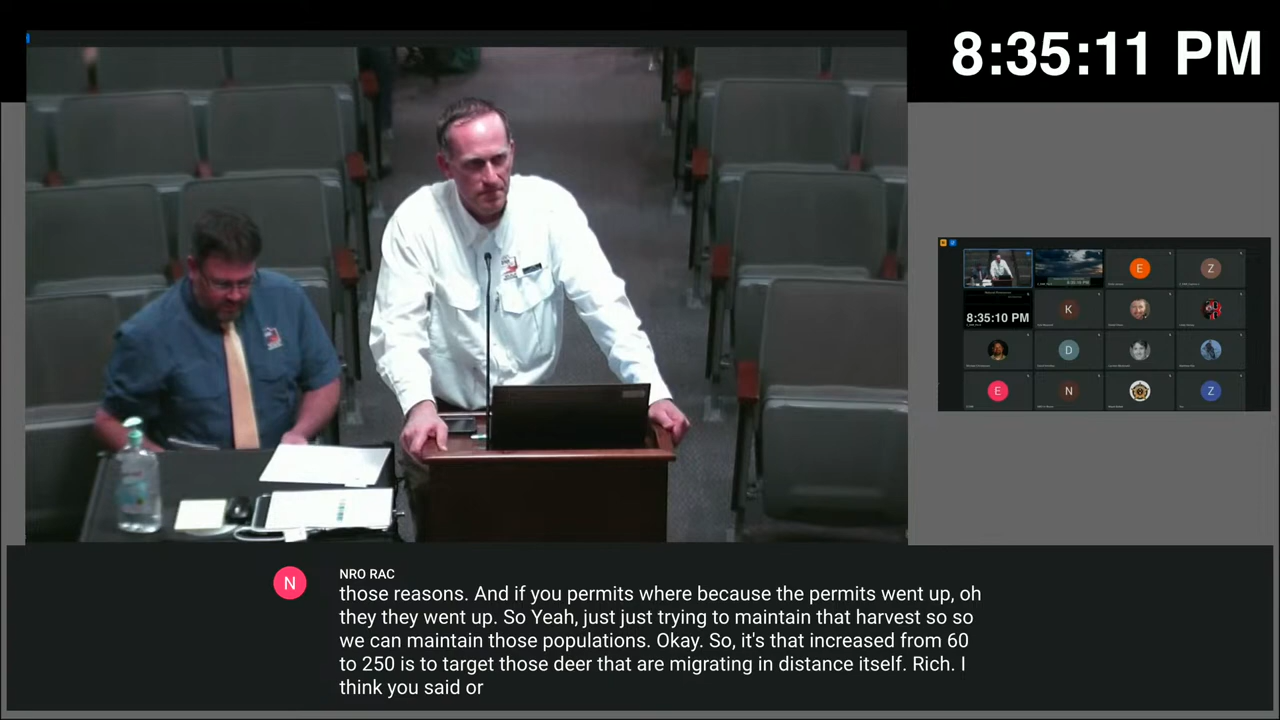 8:35:11 PM
E
Z
8:35:10 PM
K
D
E
N
Z
N
NRO RAC
those reasons. And if you permits where because the permits went up, oh
they they went up. So Yeah, just just trying to maintain that harvest so so
we can maintain those populations. Okay. So, it's that increased from 60
to 250 is to target those deer that are migrating in distance itself. Rich. I
think you said or